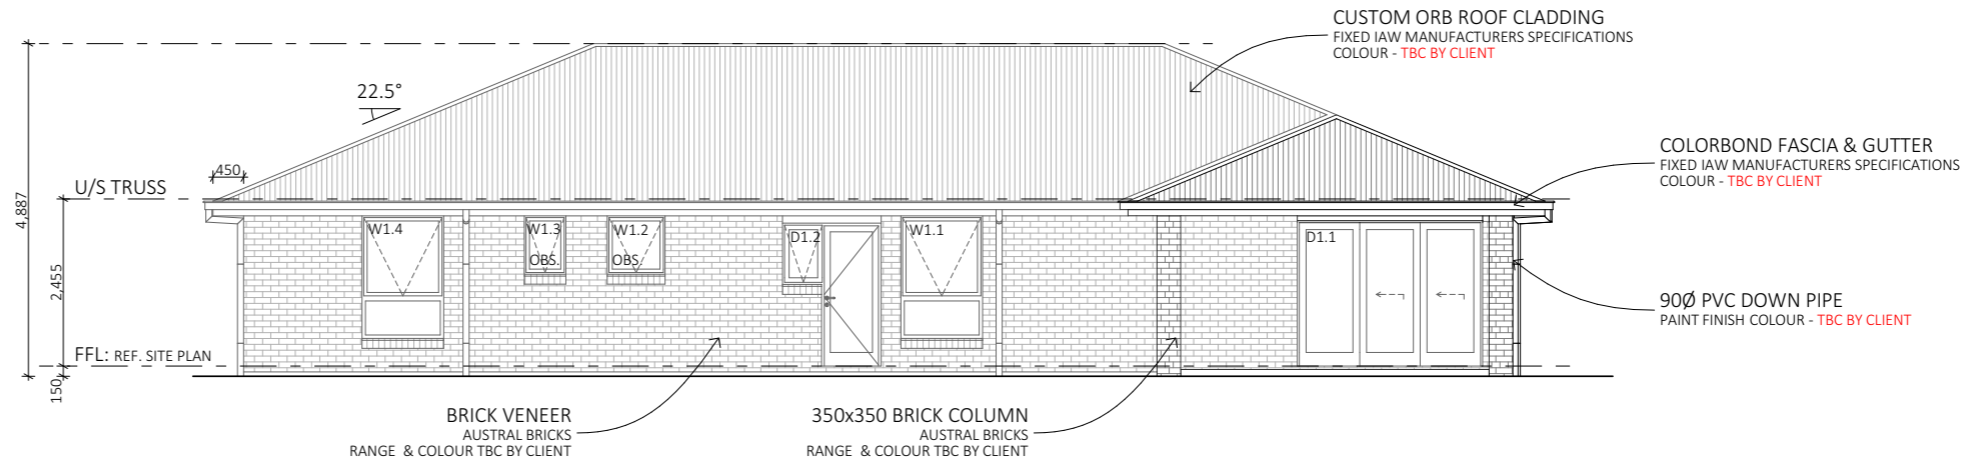 CUSTOM ORB ROOF CLADDING
FIXED IAW MANUFACTURERS SPECIFICATIONS
COLOUR - TBC BY CLIENT
22.5°
COLORBOND FASCIA & GUTTER
FIXED IAW MANUFACTURERS SPECIFICATIONS
COLOUR - TBC BY CLIENT
450
U/S TRUSS
4,887
2,455
150
W1.4
W1.3
OBS.
W1.2
OBS.
D1.2
W1.1
D1.1
90Ø PVC DOWN PIPE
PAINT FINISH COLOUR - TBC BY CLIENT
FFL: REF. SITE PLAN
BRICK VENEER
AUSTRAL BRICKS
RANGE & COLOUR TBC BY CLIENT
350x350 BRICK COLUMN
AUSTRAL BRICKS
RANGE & COLOUR TBC BY CLIENT